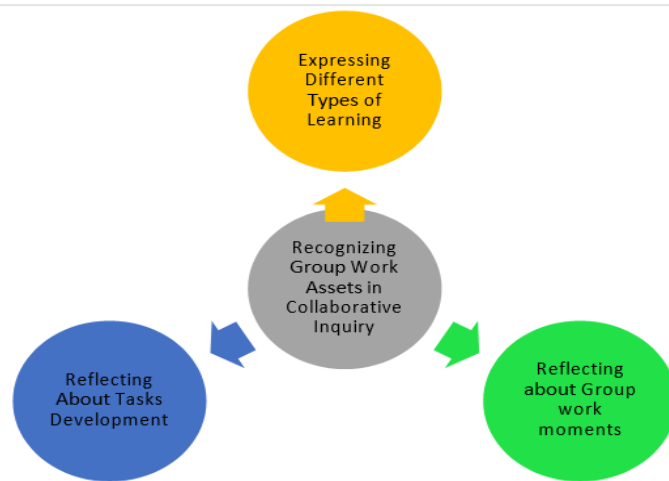 Expressing
Different
Types of
Learning
Recognizing
Group Work
Assets in
Collaborative
Inquiry
Reflecting
About Tasks
Development
Reflecting
about Group
work
moments